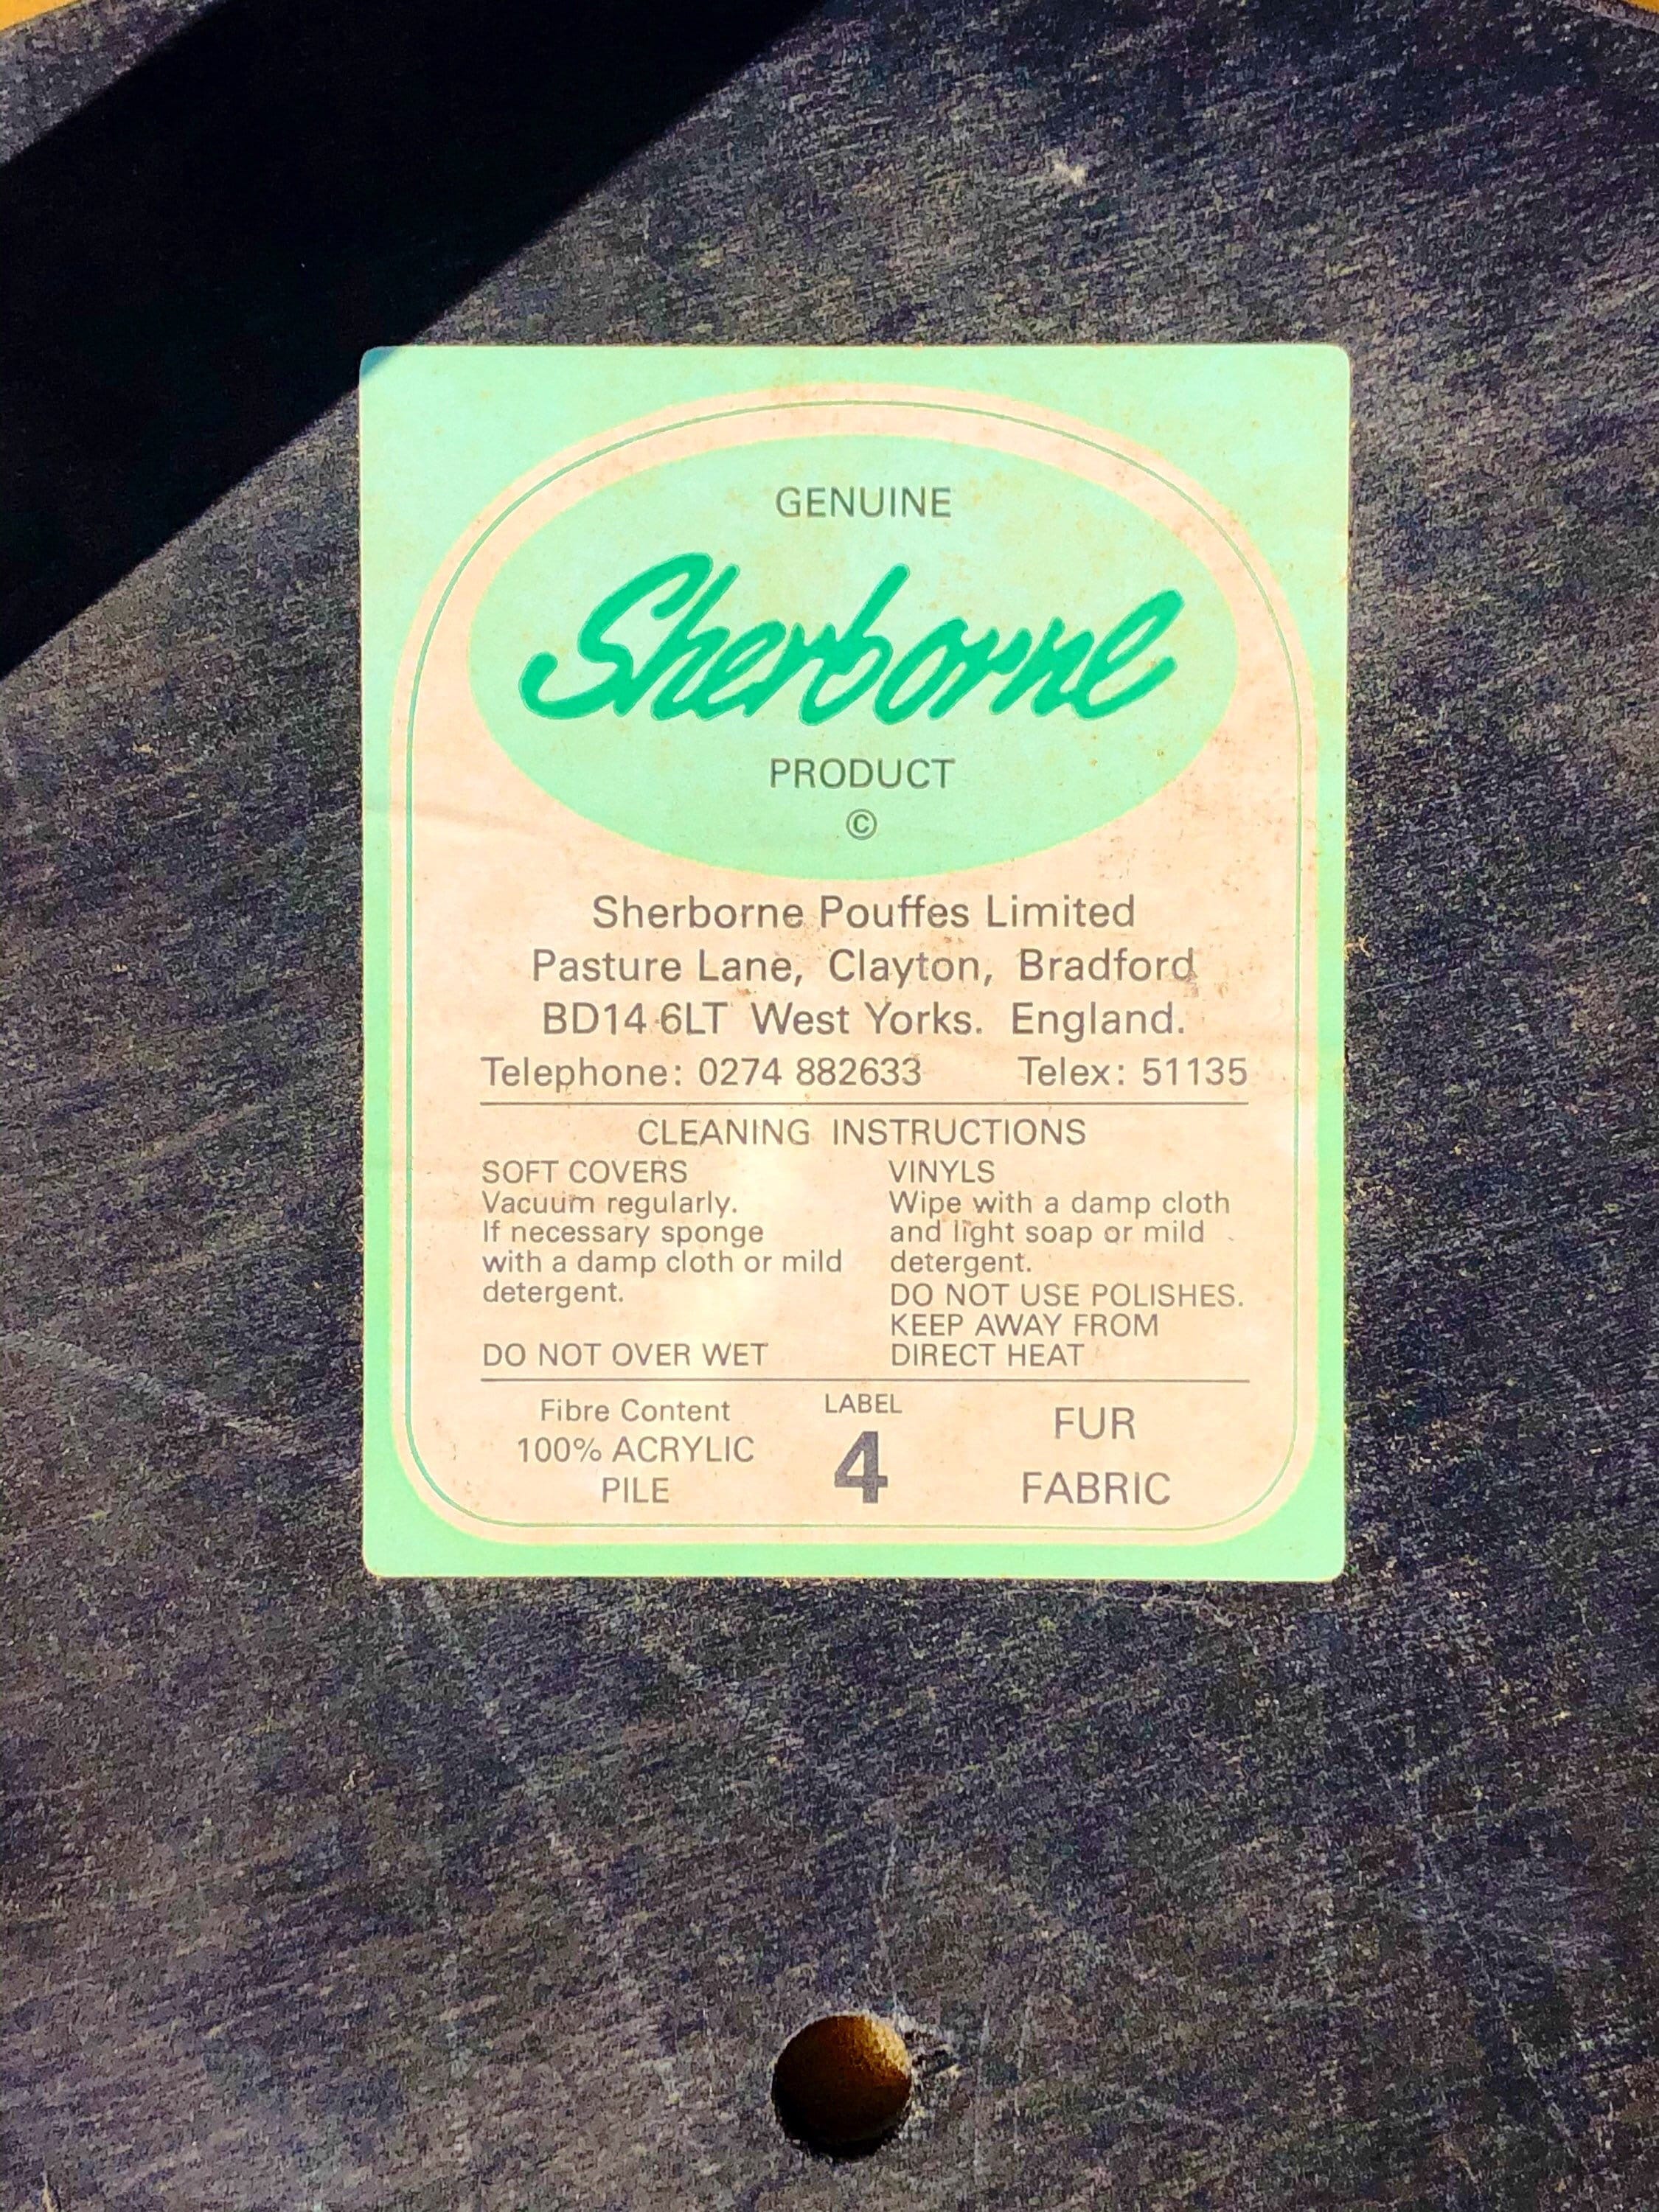 GENUINE
Sherborne
PRODUCT
©
Sherborne Pouffes Limited
Pasture Lane, Clayton, Bradford
BD14 6LT West Yorks. England.
Telephone: 0274 882633 Telex: 51135
CLEANING INSTRUCTIONS
SOFT COVERS
Vacuum regularly.
If necessary sponge
with a damp cloth or mild
detergent.
DO NOT OVER WET
VINYLS
Wipe with a damp cloth
and light soap or mild
detergent.
DO NOT USE POLISHES.
KEEP AWAY FROM
DIRECT HEAT
Fibre Content
100% ACRYLIC
PILE
LABEL
4
FUR
FABRIC